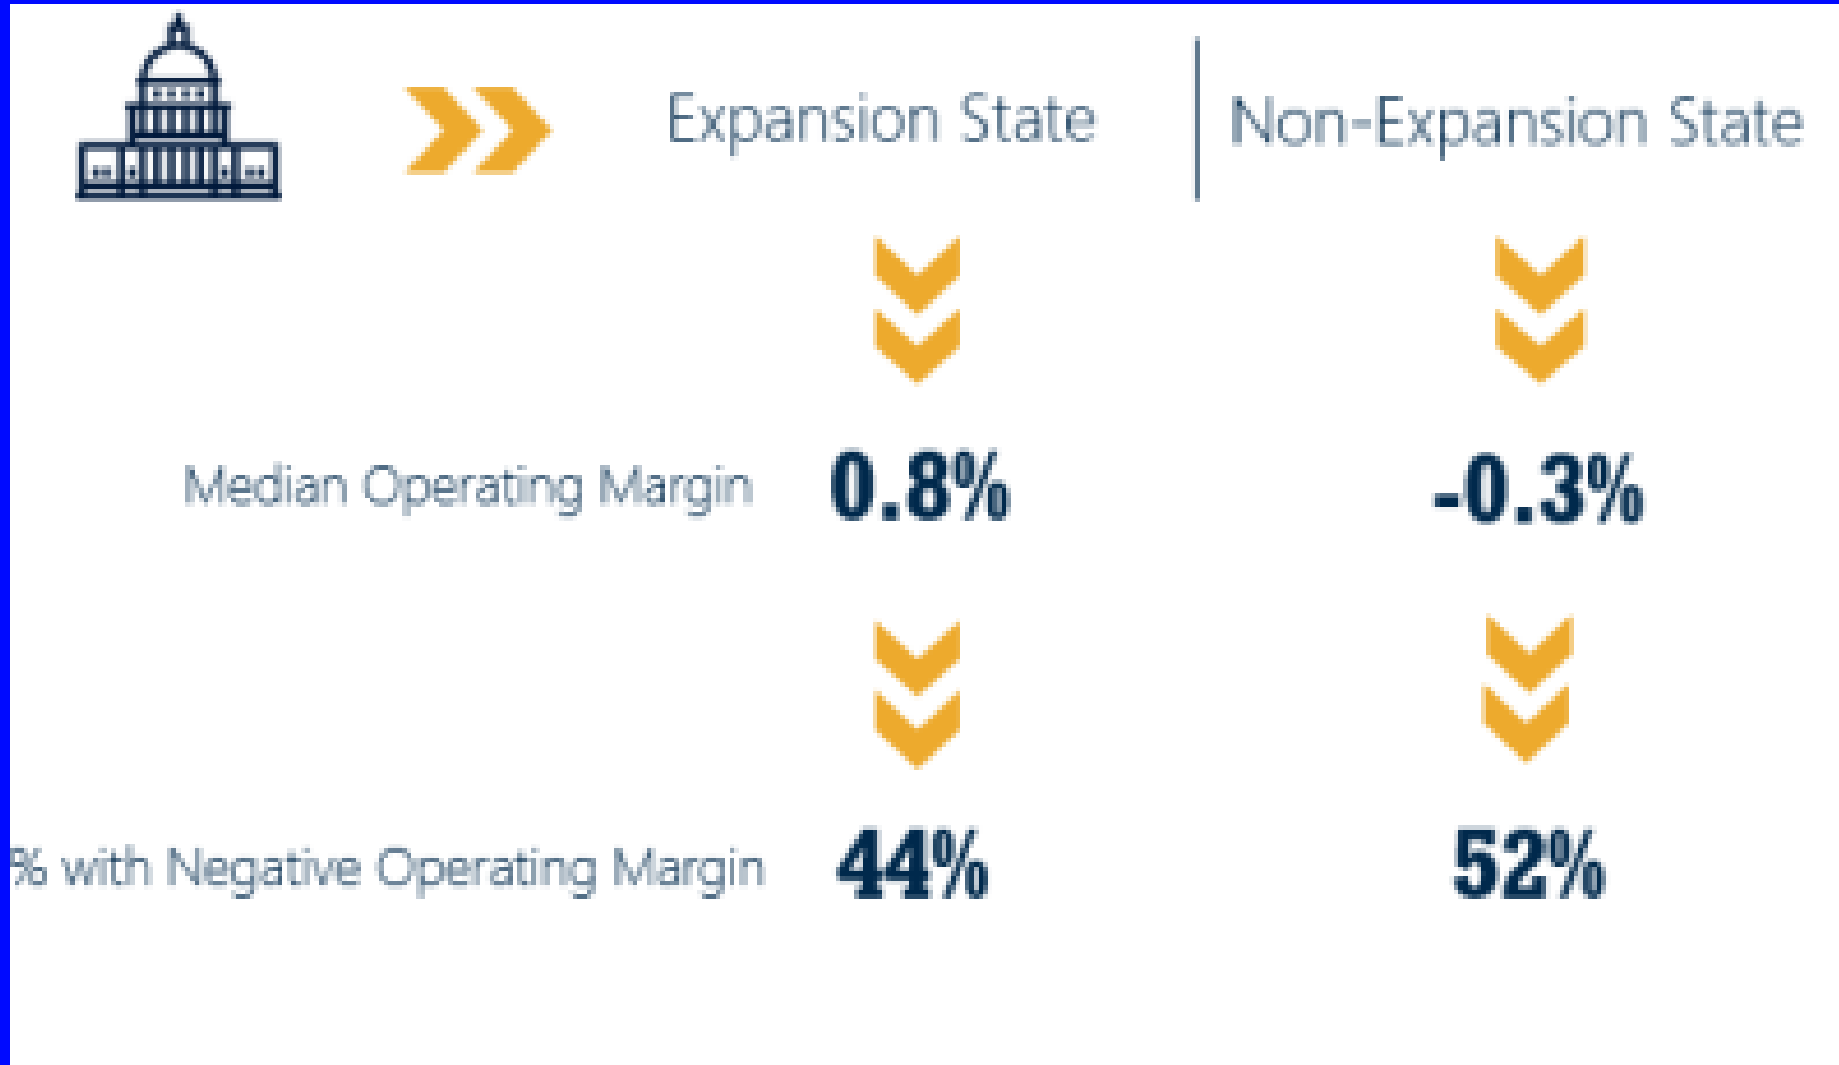 Expansion State
Non-Expansion State
Median Operating Margin 0.8% -0.3%
% with Negative Operating Margin 44% 52%